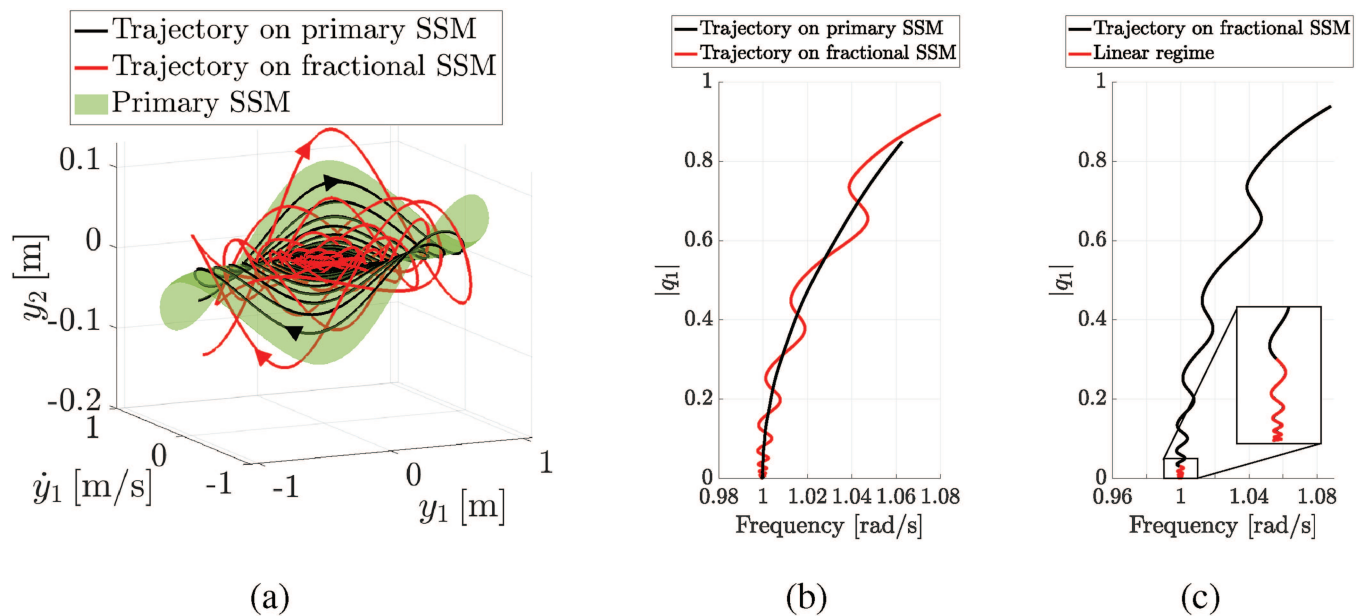 Trajectory on primary SSM
Trajectory on fractional SSM
Primary SSM
0.1
0
-0.1
-0.2
y₂ [m]
1
0
-1
ẏ₁ [m/s]
-1
0
1
y₁ [m]
(a)
Trajectory on primary SSM
Trajectory on fractional SSM
1
0.8
0.6
0.4
0.2
0
|q₁|
0.98 1 1.02 1.04 1.06 1.08
Frequency [rad/s]
(b)
Trajectory on fractional SSM
Linear regime
1
0.8
0.6
0.4
0.2
0
|q₁|
0.96 1 1.04 1.08
Frequency [rad/s]
(c)